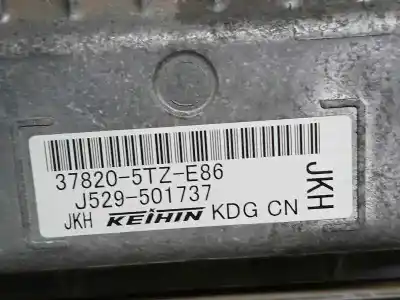 37820-5TZ-E86
J529-501737
JKH KEIHIN KDG CN
JKH